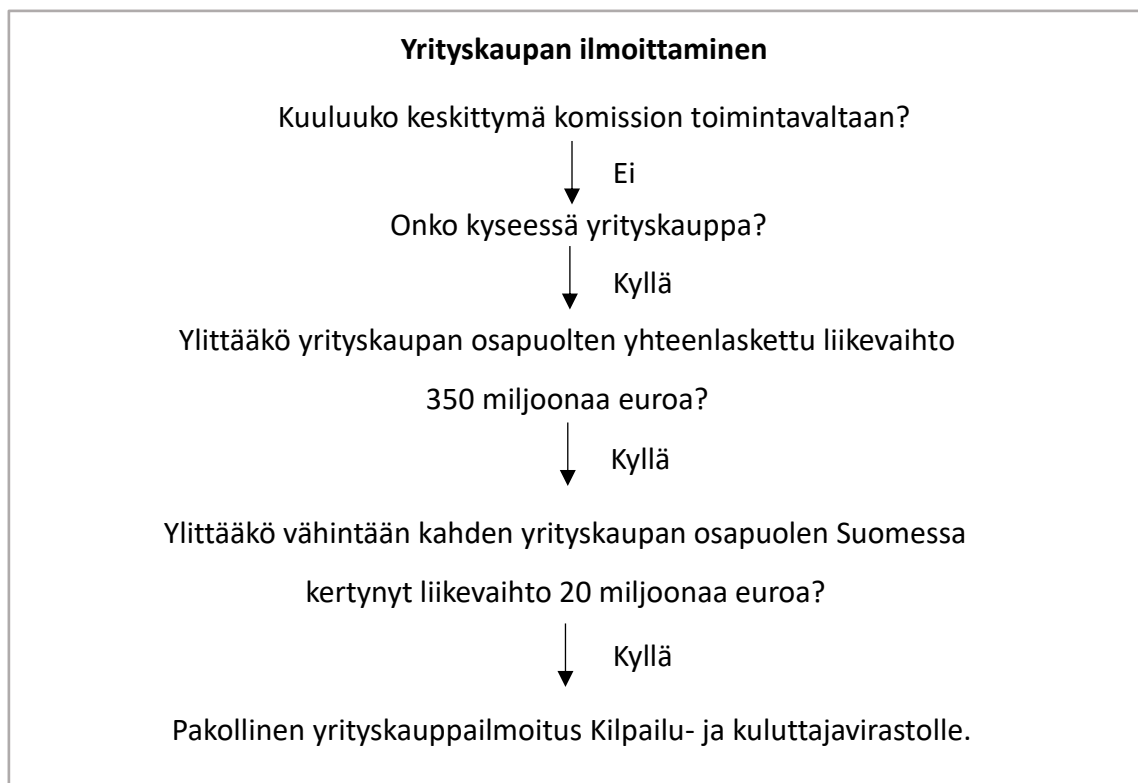 Yrityskaupan ilmoittaminen
Kuuluuko keskittymä komission toimintavaltaan?
Ei
Onko kyseessä yrityskauppa?
Kyllä
Ylittääkö yrityskaupan osapuolten yhteenlaskettu liikevaihto
350 miljoonaa euroa?
Kyllä
Ylittääkö vähintään kahden yrityskaupan osapuolen Suomessa
kertynyt liikevaihto 20 miljoonaa euroa?
Kyllä
Pakollinen yrityskauppailmoitus Kilpailu- ja kuluttajavirastolle.